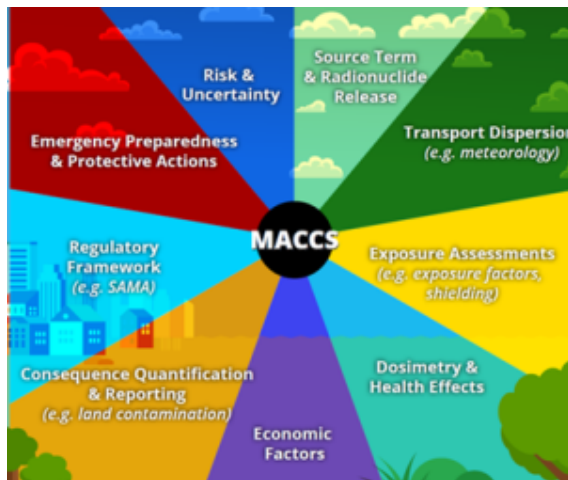 Risk &
Uncertainty
Source Term
& Radionuclide
Release
Transport Dispersion
(e.g. meteorology)
Exposure Assessments
(e.g. exposure factors,
shielding)
Dosimetry &
Health Effects
Economic
Factors
Consequence Quantification
& Reporting
(e.g. land contamination)
Regulatory
Framework
(e.g. SAMA)
Emergency Preparedness
& Protective Actions
MACCS